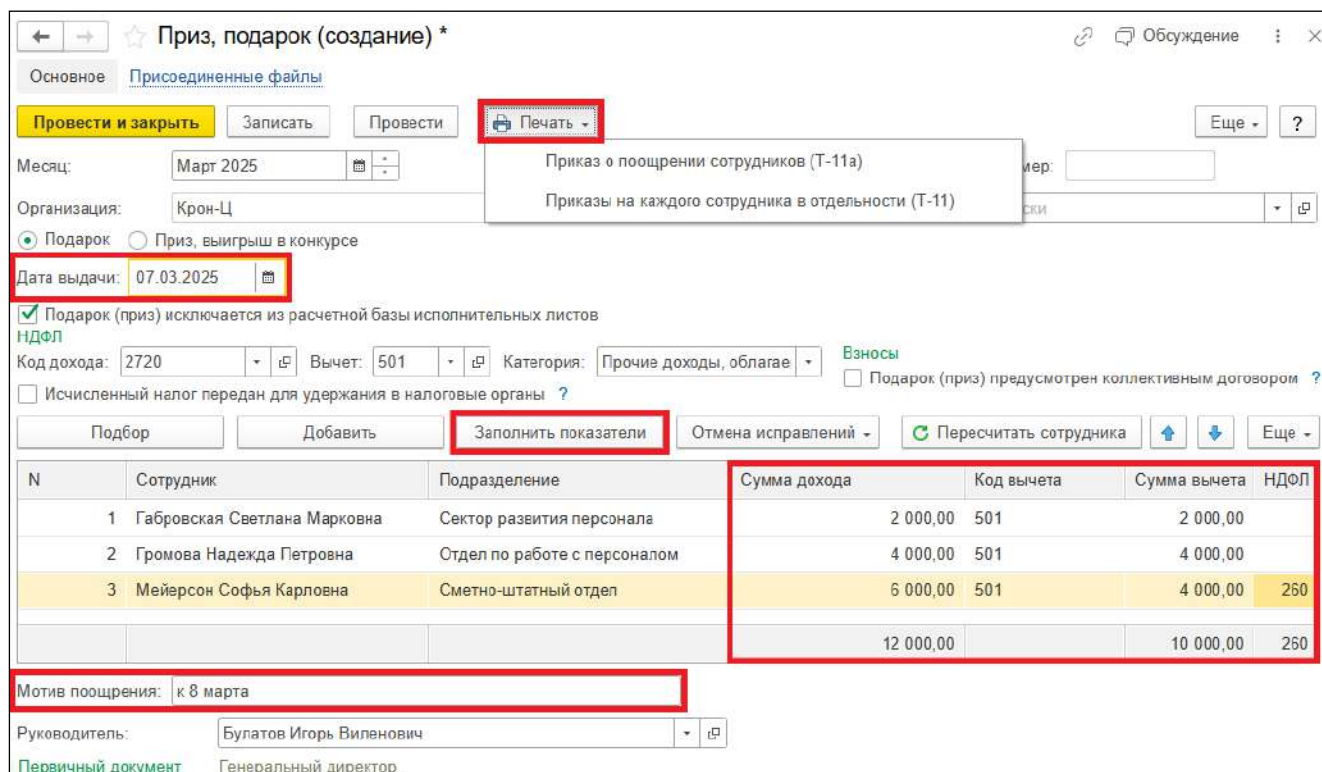 Приз, подарок (создание) *
Обсуждение
Основное Присоединенные файлы
Провести и закрыть Записать Провести Печать Еще ?
Приказ о поощрении сотрудников (Т-11а)
Приказы на каждого сотрудника в отдельности (Т-11)
Месяц: Март 2025 мер:
Организация: Крон-Ц ски
Подарок Приз, выигрыш в конкурсе
Дата выдачи: 07.03.2025
Подарок (приз) исключается из расчетной базы исполнительных листов
НДФЛ
Взносы
Код дохода: 2720 Вычет: 501 Категория: Прочие доходы, облагае
Подарок (приз) предусмотрен коллективным договором ?
Исчисленный налог передан для удержания в налоговые органы ?
Подбор Добавить Заполнить показатели Отмена исправлений Пересчитать сотрудника Еще
N Сотрудник Подразделение Сумма дохода Код вычета Сумма вычета НДФЛ
1 Габровская Светлана Марковна Сектор развития персонала 2 000,00 501 2 000,00
2 Громова Надежда Петровна Отдел по работе с персоналом 4 000,00 501 4 000,00
3 Мейерсон Софья Карловна Сметно-штатный отдел 6 000,00 501 4 000,00 260
12 000,00 10 000,00 260
Мотив поощрения: к 8 марта
Руководитель: Булатов Игорь Виленович
Первичный документ Генеральный директор